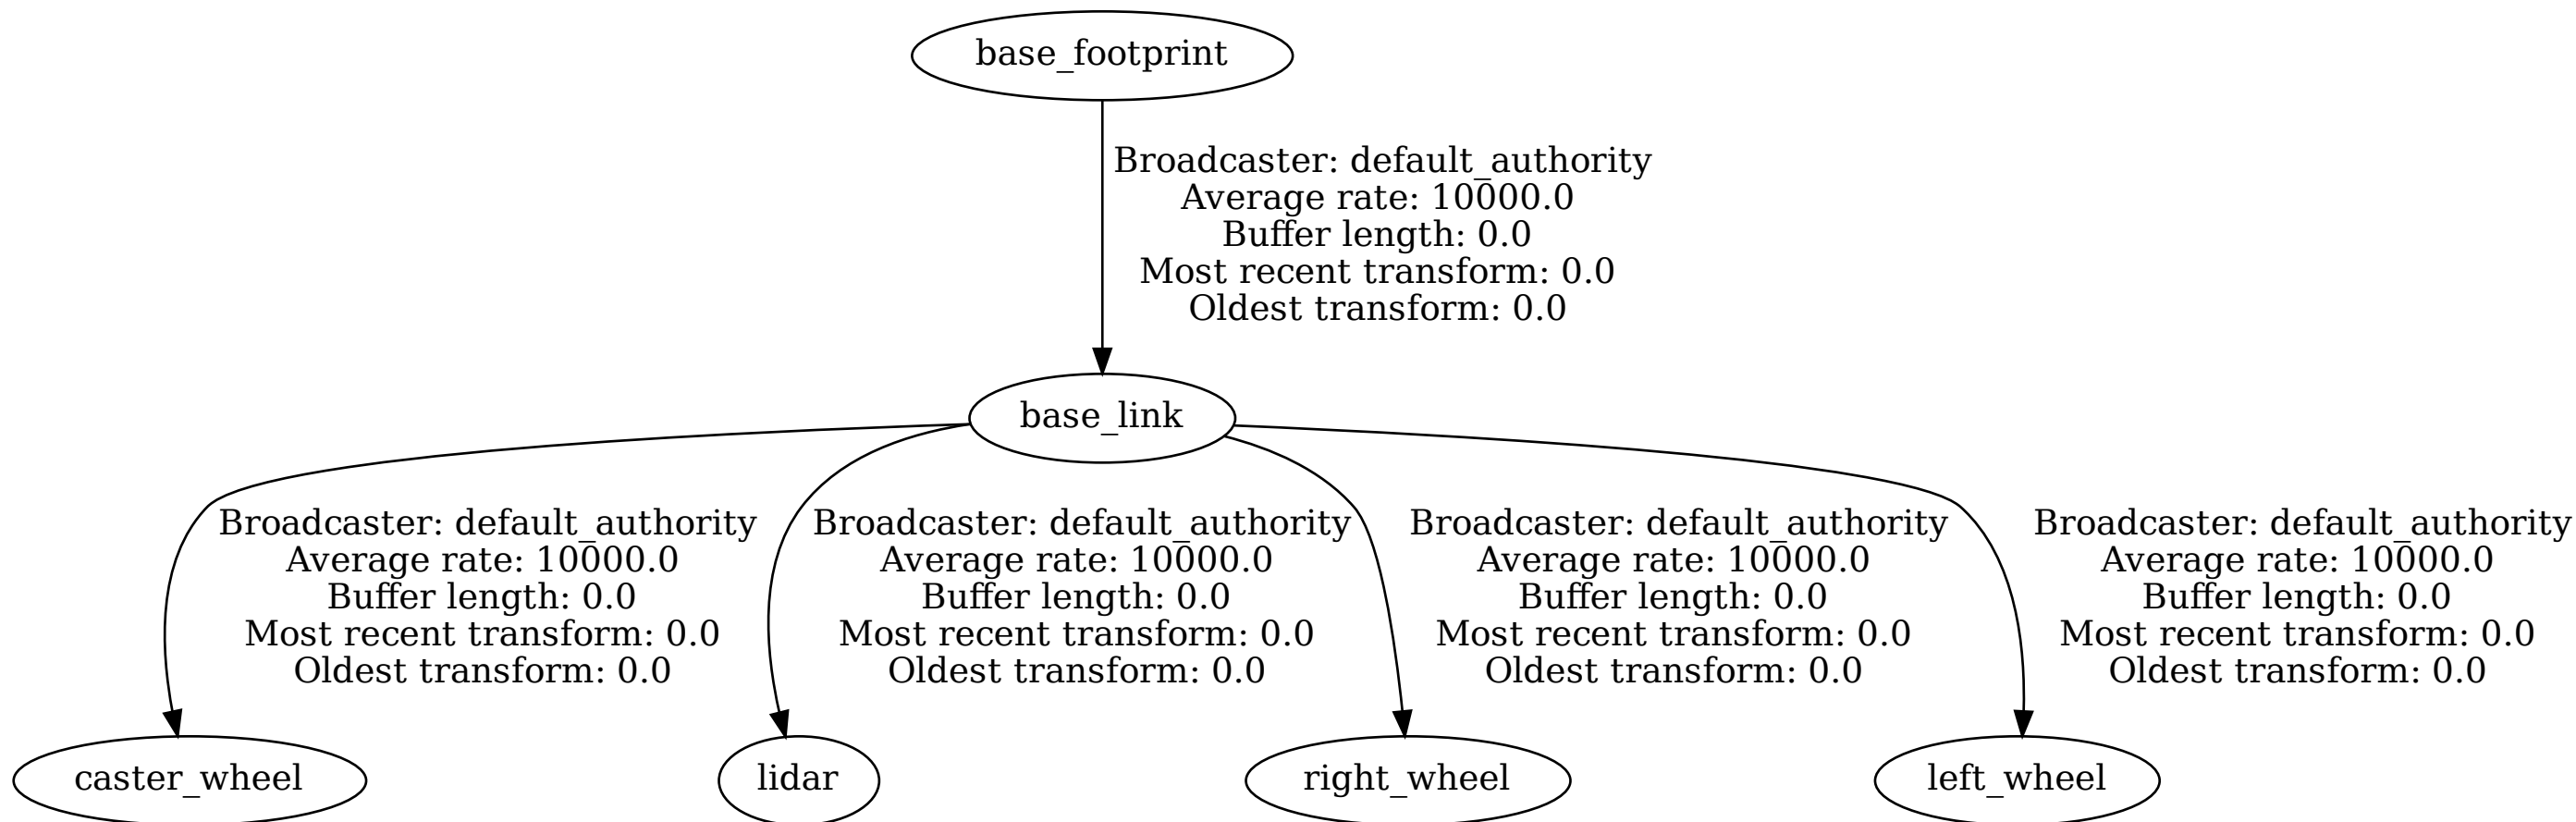 base_footprint
Broadcaster: default_authority
Average rate: 10000.0
Buffer length: 0.0
Most recent transform: 0.0
Oldest transform: 0.0
base_link
Broadcaster: default_authority
Average rate: 10000.0
Buffer length: 0.0
Most recent transform: 0.0
Oldest transform: 0.0
Broadcaster: default_authority
Average rate: 10000.0
Buffer length: 0.0
Most recent transform: 0.0
Oldest transform: 0.0
Broadcaster: default_authority
Average rate: 10000.0
Buffer length: 0.0
Most recent transform: 0.0
Oldest transform: 0.0
Broadcaster: default_authority
Average rate: 10000.0
Buffer length: 0.0
Most recent transform: 0.0
Oldest transform: 0.0
caster_wheel
lidar
right_wheel
left_wheel